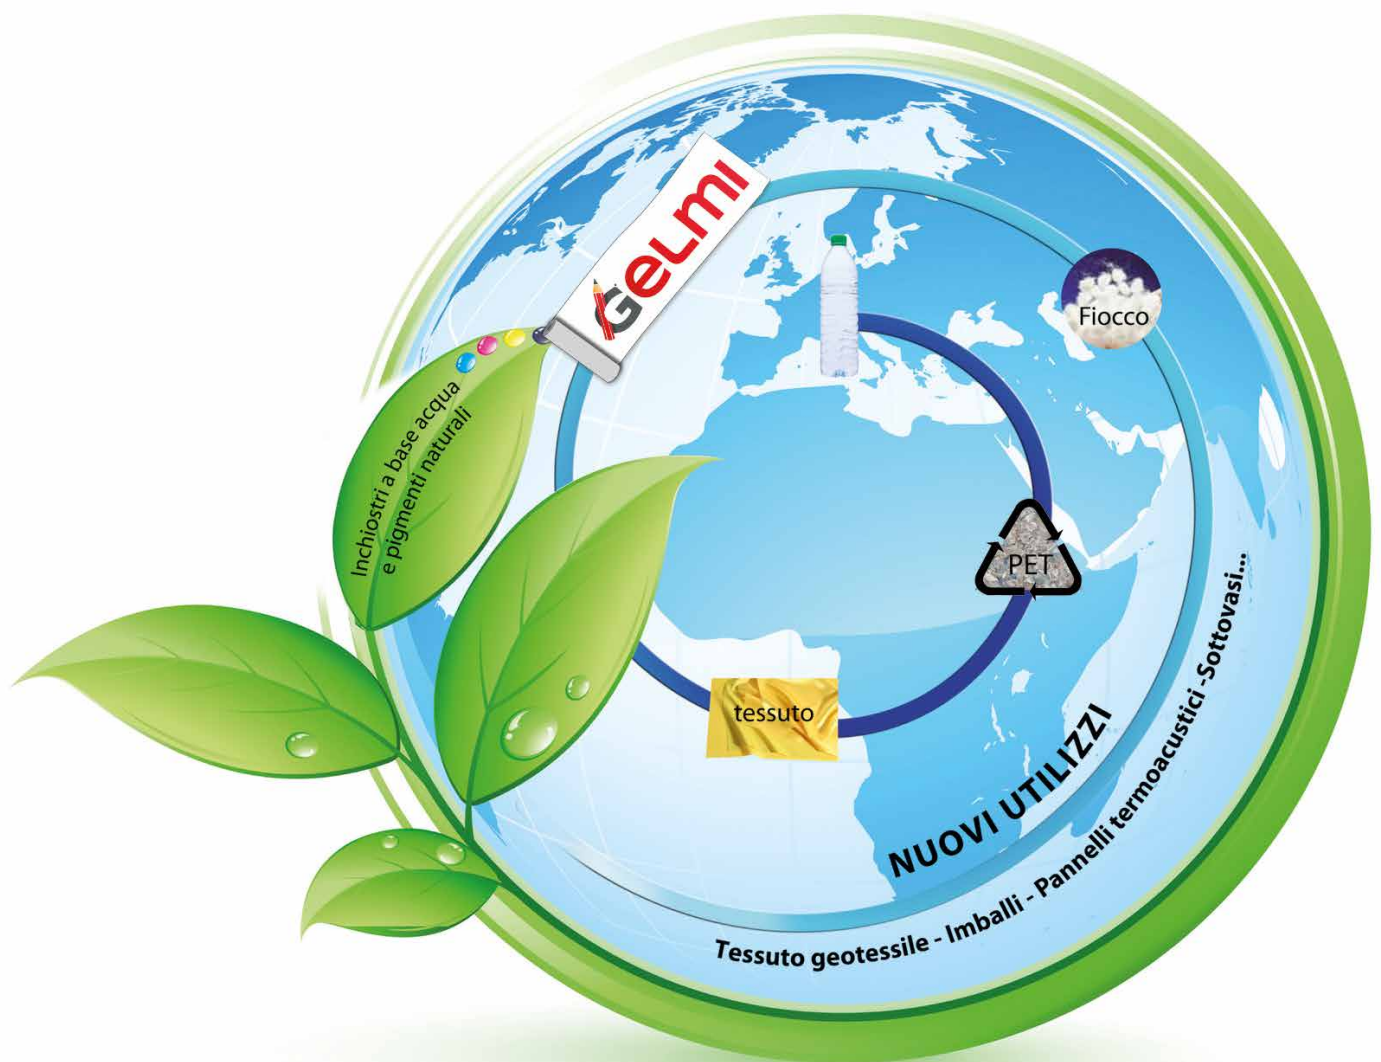 GeLmI
Fiocco
Inchiostri a base acqua
e pigmenti naturali
PET
tessuto
NUOVI UTILIZZI
Tessuto geotessile - Imballi - Pannelli termoacustici -Sottovasi...